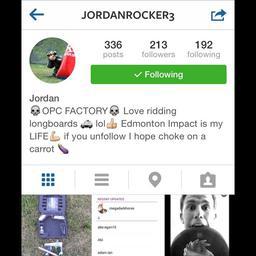 JORDANROCKER3
336 213 192
posts followers following
Following
Jordan
OPC FACTORY Love ridding
longboards lol Edmonton Impact is my
LIFE if you unfollow I hope choke on a
carrot